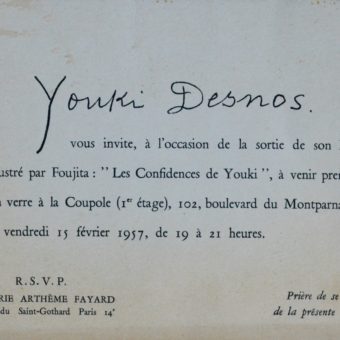 Youki Desnos.
vous invite, à l'occasion de la sortie de son
ustré par Foujita : " Les Confidences de Youki ", à venir pren
verre à la Coupole (1er étage), 102, boulevard du Montparna
vendredi 15 février 1957, de 19 à 21 heures.
R. S. V. P.
RIE ARTHÈME FAYARD
du Saint-Gothard Paris 14e
Prière de se
de la présente